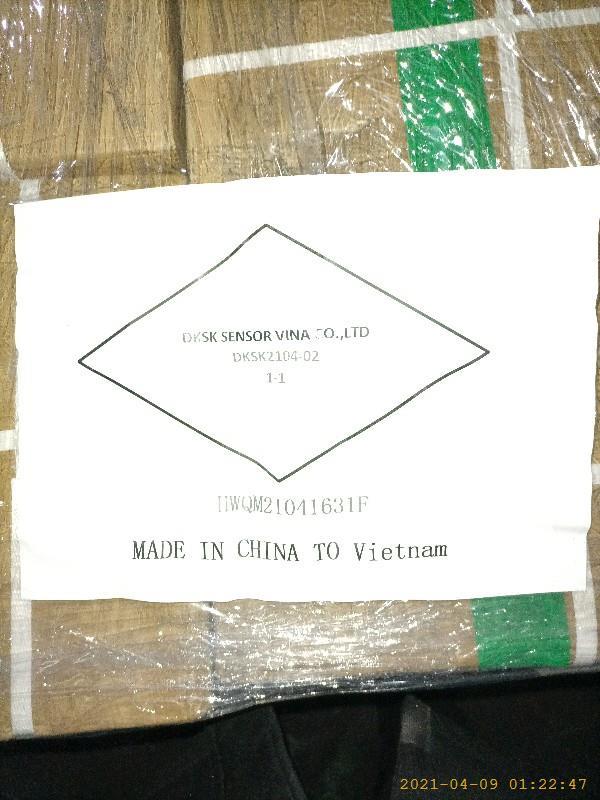 DKSK SENSOR VINA CO.,LTD
DKSK2104-02
1-1
HWQM21041631F
MADE IN CHINA TO Vietnam
2021-04-09 01:22:47